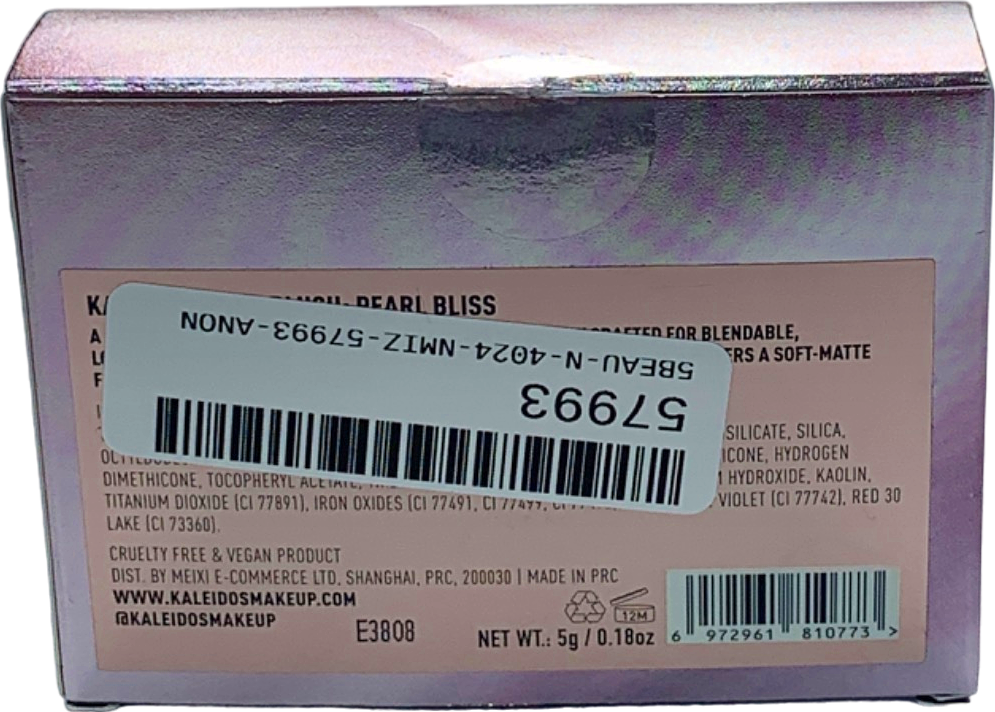 PEARL BLISS
A FOR BLENDABLE,
A SOFT-MATTE
5BEAU-N-4024-NMIZ-57993-ANON
57993
SILICATE, SILICA,
HYDROGEN
DIMETHICONE, TOCOPHERYL ACETATE, HYDROXIDE, KAOLIN,
TITANIUM DIOXIDE (CI 77891), IRON OXIDES (CI 77491, CI 77499, VIOLET (CI 77742), RED 30
LAKE (CI 73360).
CRUELTY FREE & VEGAN PRODUCT
DIST. BY MEIXI E-COMMERCE LTD, SHANGHAI, PRC, 200030 | MADE IN PRC
WWW.KALEIDOSMAKEUP.COM
@KALEIDOSMAKEUP
E3808
12M
NET WT.: 5g / 0.18oz
6 972961 810773 >